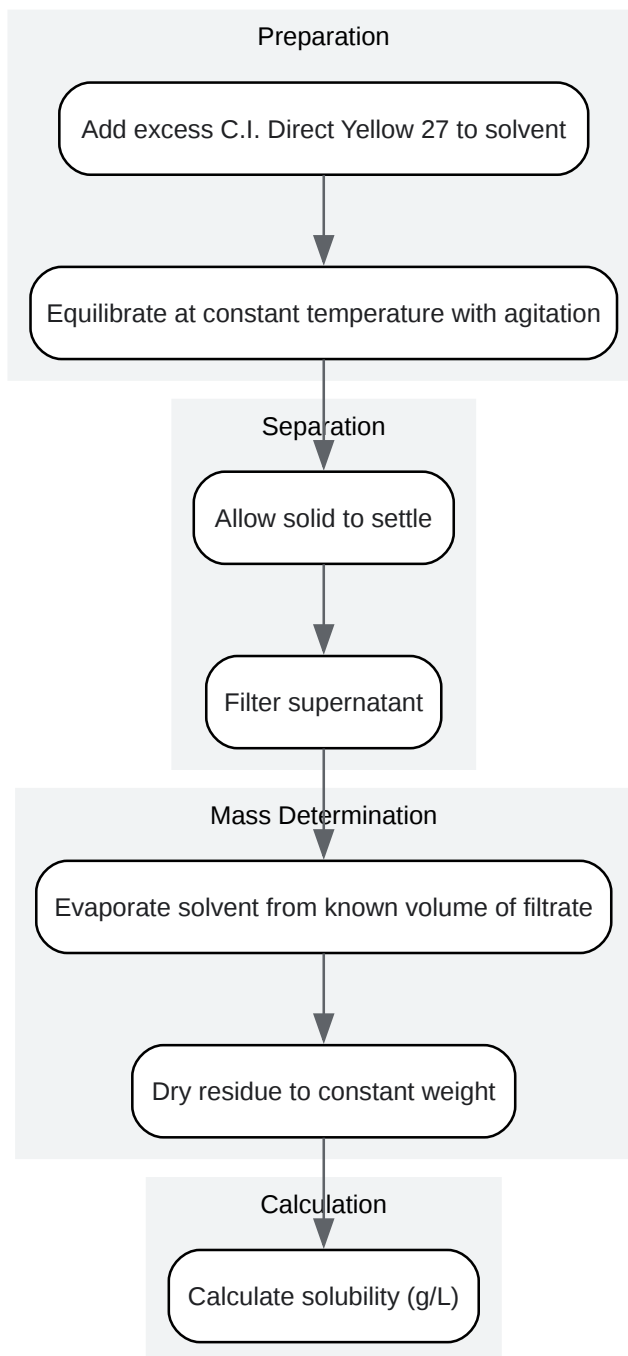 Preparation
Add excess C.I. Direct Yellow 27 to solvent
Equilibrate at constant temperature with agitation
Separation
Allow solid to settle
Filter supernatant
Mass Determination
Evaporate solvent from known volume of filtrate
Dry residue to constant weight
Calculation
Calculate solubility (g/L)